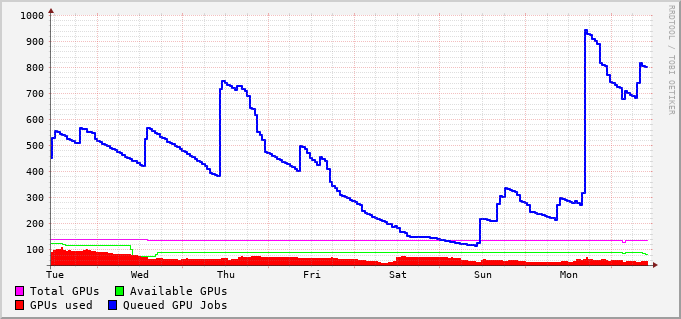 1000
900
800
700
600
500
400
300
200
100
Tue Wed Thu Fri Sat Sun Mon
Total GPUs Available GPUs
GPUs used Queued GPU Jobs
RRDTOOL / TOBI OETIKER